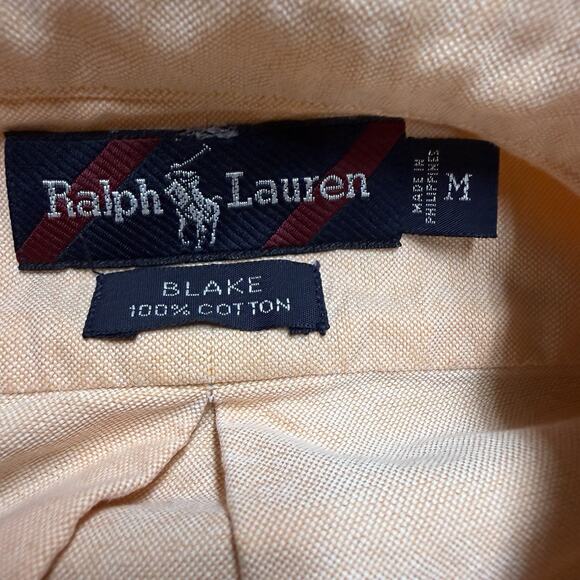 Ralph Lauren
MADE IN
PHILIPPINES
M
BLAKE
100% COTTON